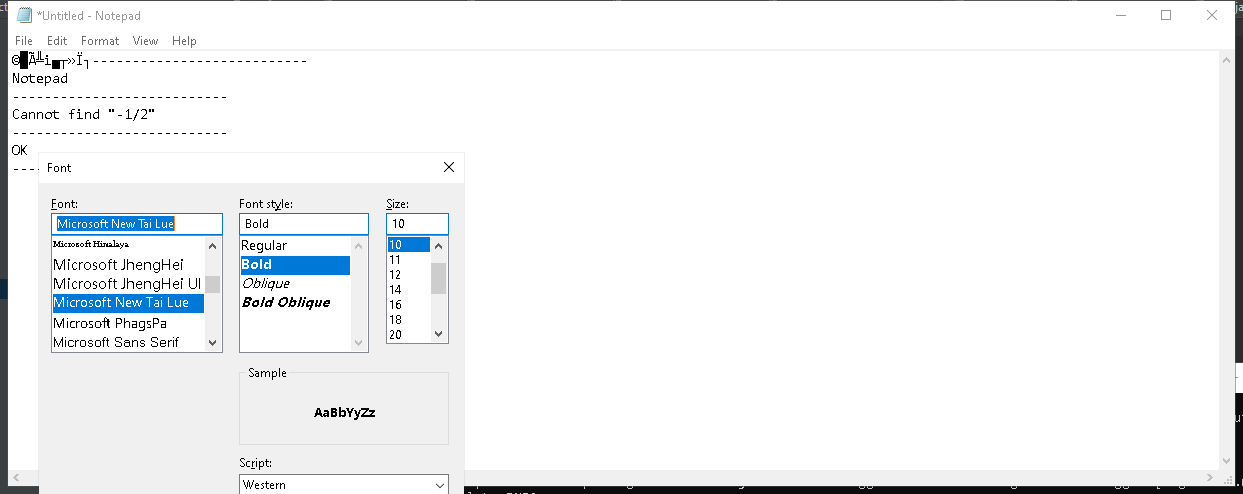 *Untitled - Notepad
File Edit Format View Help
©█Ã╩i▄┬»Ï┐---------------------------
Notepad
---------------------------
Cannot find "-1/2"
---------------------------
OK
----
Font
Font: Font style: Size:
Microsoft New Tai Lue Bold 10
Microsoft Himalaya Regular 10
Microsoft JhengHei Bold 11
Microsoft JhengHei UI Oblique 12
Microsoft New Tai Lue Bold Oblique 14
Microsoft PhagsPa 16
Microsoft Sans Serif 18
20
Sample
AaBbYyZz
Script:
Western